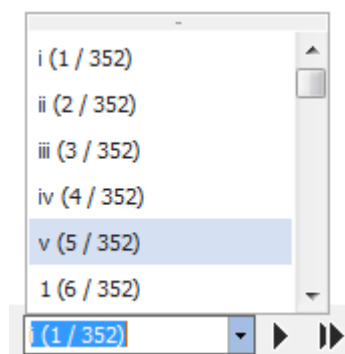 i (1 / 352)
ii (2 / 352)
iii (3 / 352)
iv (4 / 352)
v (5 / 352)
1 (6 / 352)
i (1 / 352)